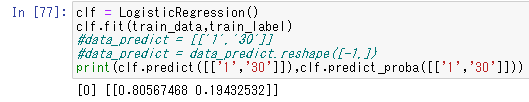 In [77]: clf = LogisticRegression()
clf.fit(train_data,train_label)
#data_predict = [['1', '30']]
#data_predict = data_predict.reshape([-1,])
print(clf.predict([['1','30']]),clf.predict_proba([['1','30']]))
[0] [[0.80567468 0.19432532]]